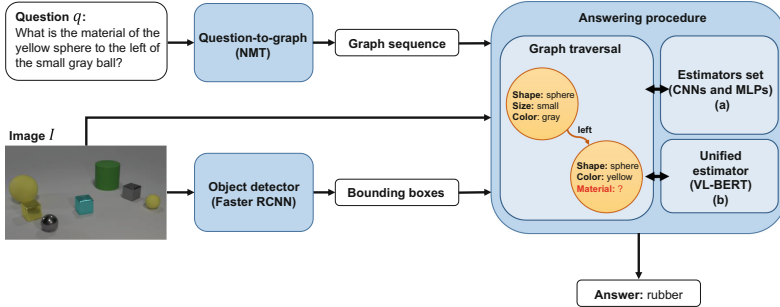 Question q:
What is the material of the
yellow sphere to the left of
the small gray ball?
Question-to-graph
(NMT)
Graph sequence
Answering procedure
Graph traversal
Shape: sphere
Size: small
Color: gray
left
Shape: sphere
Color: yellow
Material: ?
Estimators set
(CNNs and MLPs)
(a)
Unified
estimator
(VL-BERT)
(b)
Image I
Object detector
(Faster RCNN)
Bounding boxes
Answer: rubber